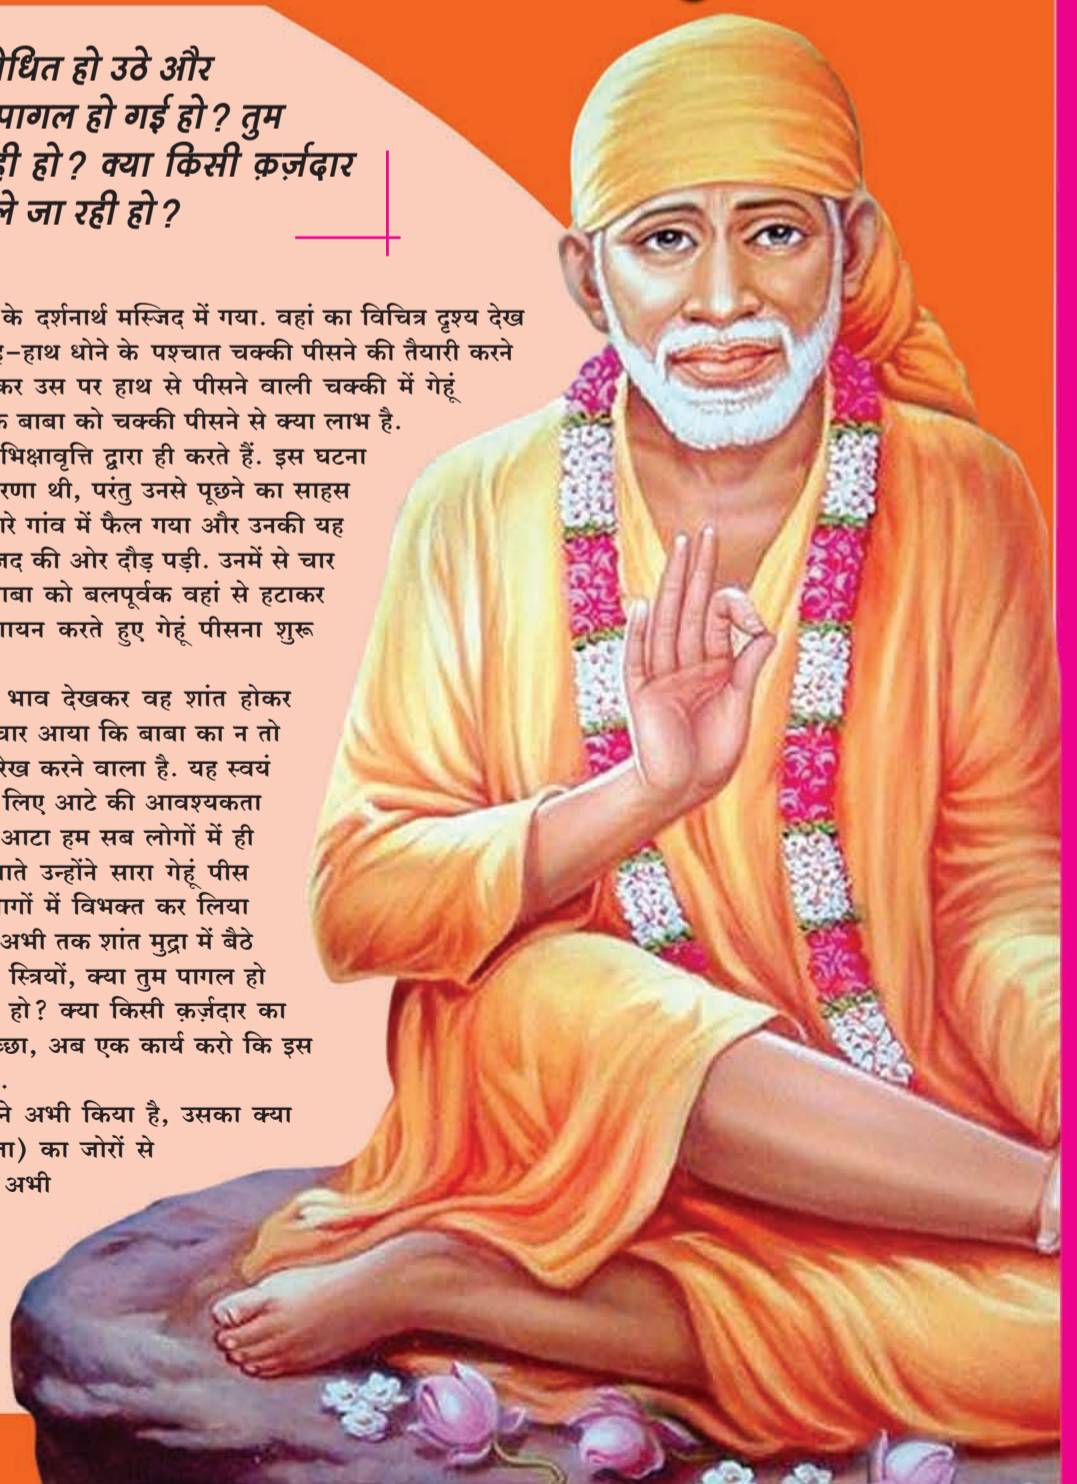 धित हो उठे और
पागल हो गई हो? तुम
ही हो? क्या किसी क़र्ज़दार
ले जा रही हो?
के दर्शनार्थ मस्जिद में गया. वहां का विचित्र दृश्य देख
-हाथ धोने के पश्चात चक्की पीसने की तैयारी करने
कर उस पर हाथ से पीसने वाली चक्की में गेहूं
बाबा को चक्की पीसने से क्या लाभ है.
भिक्षावृत्ति द्वारा ही करते हैं. इस घटना
रणा थी, परंतु उनसे पूछने का साहस
रे गांव में फैल गया और उनकी यह
जद की ओर दौड़ पड़ी. उनमें से चार
बा को बलपूर्वक वहां से हटाकर
गायन करते हुए गेहूं पीसना शुरू
भाव देखकर वह शांत होकर
चार आया कि बाबा का न तो
रेख करने वाला है. यह स्वयं
लिए आटे की आवश्यकता
आटा हम सब लोगों में ही
ाते उन्होंने सारा गेहूं पीस
ागों में विभक्त कर लिया
अभी तक शांत मुद्रा में बैठे
स्त्रियों, क्या तुम पागल हो
हो? क्या किसी क़र्ज़दार का
च्छा, अब एक कार्य करो कि इस
.
ने अभी किया है, उसका क्या
ा) का जोरों से
अभी